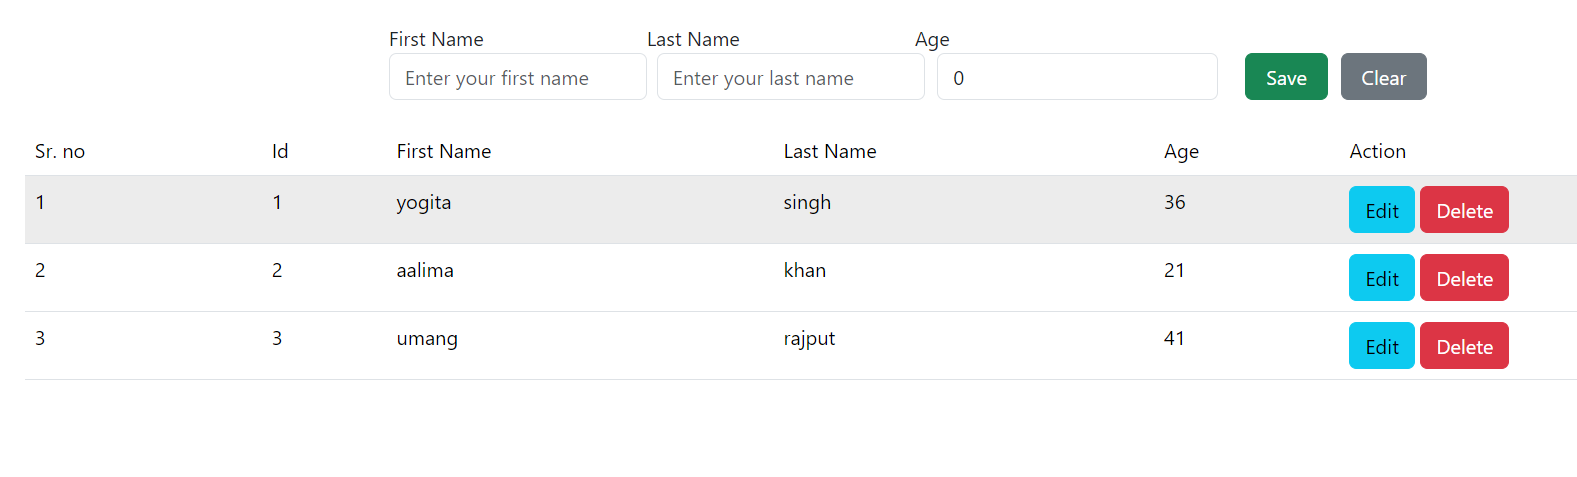 First Name Last Name Age
Enter your first name Enter your last name 0 Save Clear
Sr. no Id First Name Last Name Age Action
1 1 yogita singh 36 Edit Delete
2 2 aalima khan 21 Edit Delete
3 3 umang rajput 41 Edit Delete